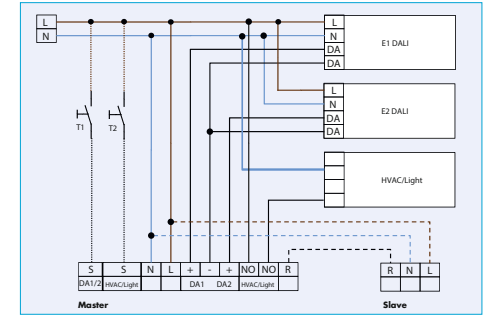 L
N
T1
T2
L
N
DA
DA
E1 DALI
L
N
DA
DA
E2 DALI
HVAC/Light
S S N L + - + NO NO R
DA1/2 HVAC/Light DA1 DA2 HVAC/Light
Master
R N L
Slave